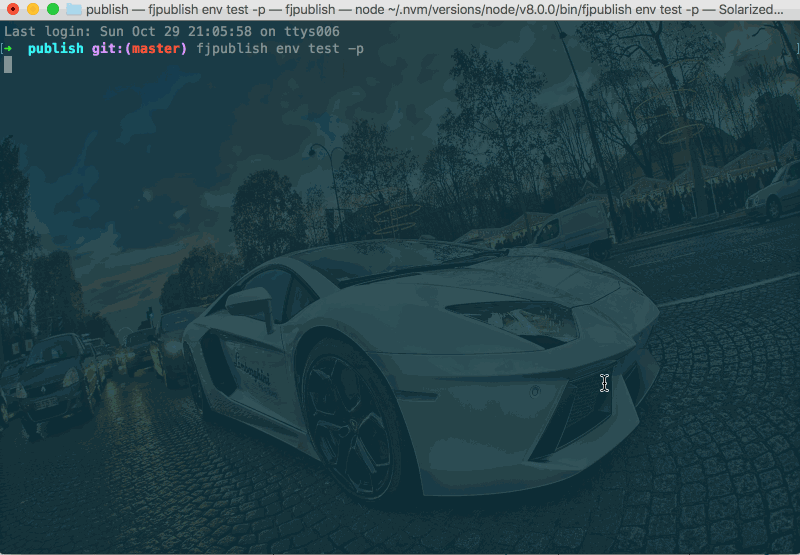 publish — fjpublish env test -p — fjpublish — node ~/.nvm/versions/node/v8.0.0/bin/fjpublish env test -p — Solarized...
Last login: Sun Oct 29 21:05:58 on ttys006
[➜ publish git:(master) fjpublish env test -p ]
Lamborghini